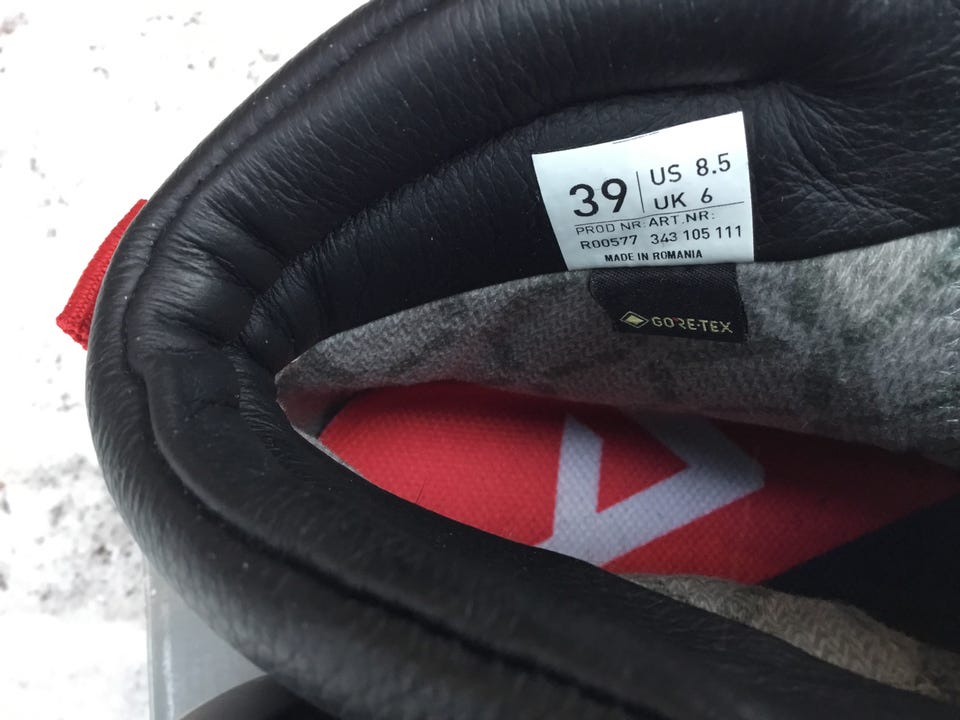 39
US 8.5
UK 6
PROD NR: ART.NR:
R00577 343 105 111
MADE IN ROMANIA
GORE-TEX